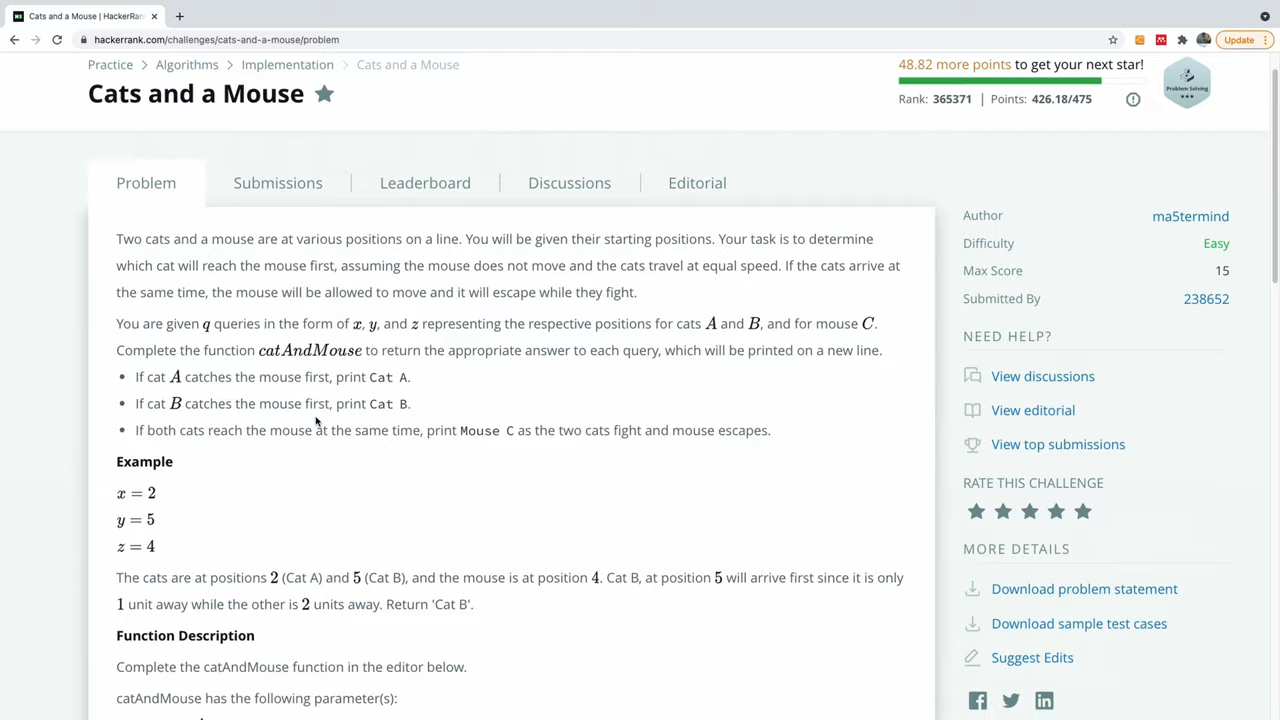 Cats and a Mouse | HackerRan
hackerrank.com/challenges/cats-and-a-mouse/problem
Update
Practice > Algorithms > Implementation > Cats and a Mouse
48.82 more points to get your next star!
Cats and a Mouse
Rank: 365371 | Points: 426.18/475
Problem Solving
Problem
Submissions
Leaderboard
Discussions
Editorial
Two cats and a mouse are at various positions on a line. You will be given their starting positions. Your task is to determine
which cat will reach the mouse first, assuming the mouse does not move and the cats travel at equal speed. If the cats arrive at
the same time, the mouse will be allowed to move and it will escape while they fight.
You are given q queries in the form of x, y, and z representing the respective positions for cats A and B, and for mouse C.
Complete the function catAndMouse to return the appropriate answer to each query, which will be printed on a new line.
• If cat A catches the mouse first, print Cat A.
• If cat B catches the mouse first, print Cat B.
• If both cats reach the mouse at the same time, print Mouse C as the two cats fight and mouse escapes.
Example
x = 2
y = 5
z = 4
The cats are at positions 2 (Cat A) and 5 (Cat B), and the mouse is at position 4. Cat B, at position 5 will arrive first since it is only
1 unit away while the other is 2 units away. Return 'Cat B'.
Function Description
Complete the catAndMouse function in the editor below.
catAndMouse has the following parameter(s):
Author ma5termind
Difficulty Easy
Max Score 15
Submitted By 238652
NEED HELP?
View discussions
View editorial
View top submissions
RATE THIS CHALLENGE
MORE DETAILS
Download problem statement
Download sample test cases
Suggest Edits